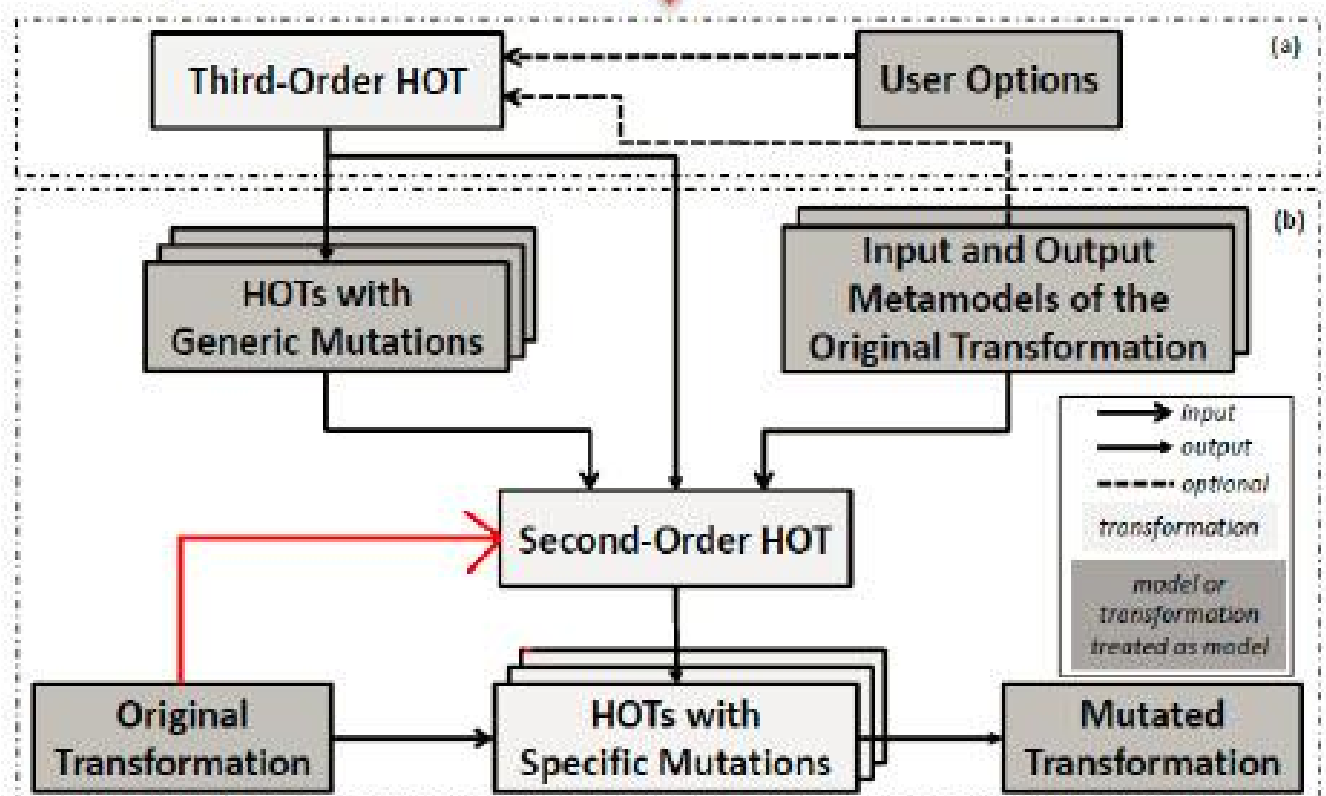 (a)
Third-Order HOT
User Options
(b)
HOTs with
Generic Mutations
Input and Output
Metamodels of the
Original Transformation
input
output
optional
transformation
model or
transformation
treated as model
Second-Order HOT
Original
Transformation
HOTs with
Specific Mutations
Mutated
Transformation